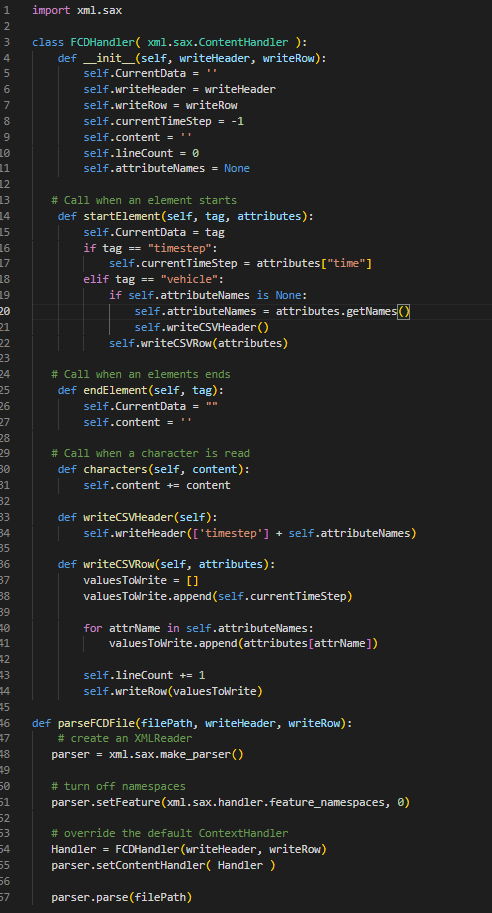 1 import xml.sax
2
3 class FCDHandler( xml.sax.ContentHandler ):
4     def __init__(self, writeHeader, writeRow):
5         self.CurrentData = ''
6         self.writeHeader = writeHeader
7         self.writeRow = writeRow
8         self.currentTimeStep = -1
9         self.content = ''
10         self.lineCount = 0
11         self.attributeNames = None
12
13    # Call when an element starts
14     def startElement(self, tag, attributes):
15         self.CurrentData = tag
16         if tag == "timestep":
17             self.currentTimeStep = attributes["time"]
18         elif tag == "vehicle":
19             if self.attributeNames is None:
20                 self.attributeNames = attributes.getNames()
21                 self.writeCSVHeader()
22             self.writeCSVRow(attributes)
23
24    # Call when an elements ends
25     def endElement(self, tag):
26         self.CurrentData = ""
27         self.content = ''
28
29    # Call when a character is read
30     def characters(self, content):
31         self.content += content
32
33     def writeCSVHeader(self):
34         self.writeHeader(['timestep'] + self.attributeNames)
35
36     def writeCSVRow(self, attributes):
37         valuesToWrite = []
38         valuesToWrite.append(self.currentTimeStep)
39
40         for attrName in self.attributeNames:
41             valuesToWrite.append(attributes[attrName])
42
43         self.lineCount += 1
44         self.writeRow(valuesToWrite)
45
46 def parseFCDFile(filePath, writeHeader, writeRow):
47     # create an XMLReader
48    parser = xml.sax.make_parser()
49
50    # turn off namespaces
51    parser.setFeature(xml.sax.handler.feature_namespaces, 0)
52
53    # override the default ContextHandler
54    Handler = FCDHandler(writeHeader, writeRow)
55    parser.setContentHandler( Handler )
56
57    parser.parse(filePath)